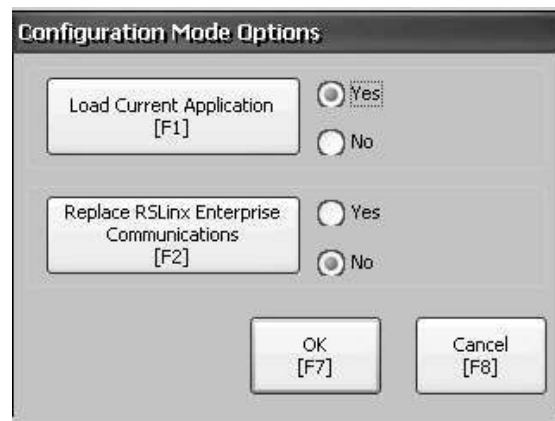 Configuration Mode Options
Load Current Application
[F1]
Yes
No
Replace RSLinx Enterprise
Communications
[F2]
Yes
No
OK
[F7]
Cancel
[F8]